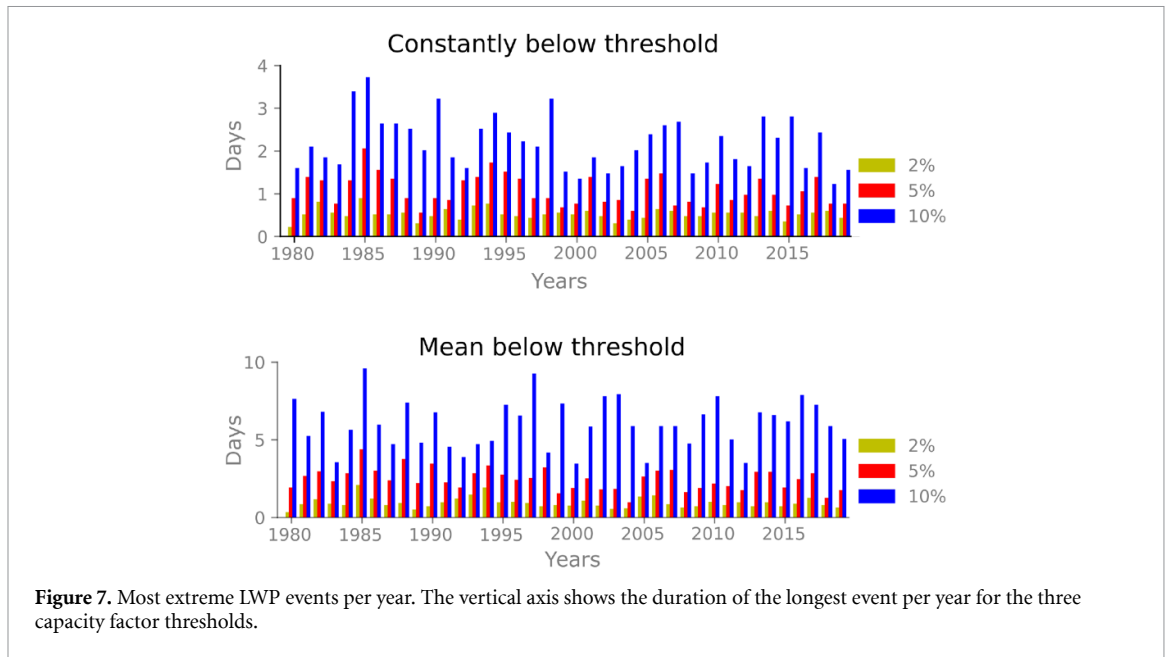 Constantly below threshold
4
3
2
1
0
Days
1980 1985 1990 1995 2000 2005 2010 2015
Years
2%
5%
10%
Mean below threshold
10
5
0
Days
1980 1985 1990 1995 2000 2005 2010 2015
Years
2%
5%
10%
Figure 7. Most extreme LWP events per year. The vertical axis shows the duration of the longest event per year for the three
capacity factor thresholds.